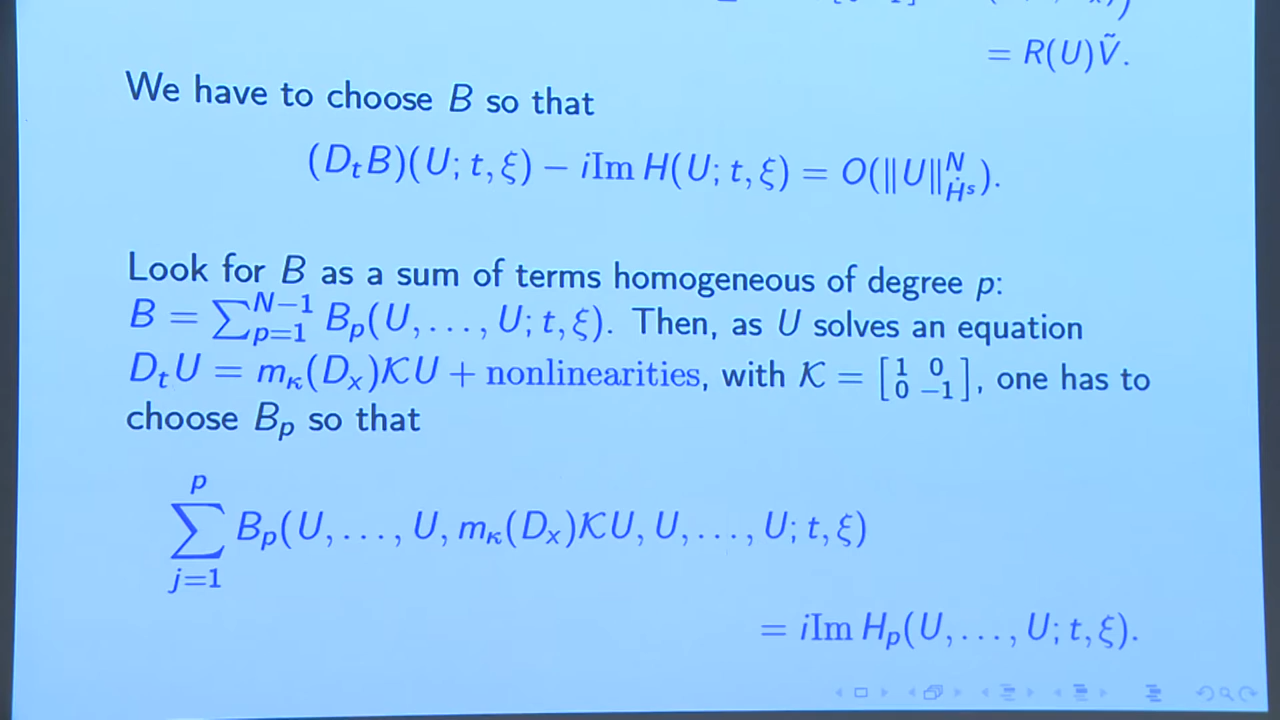 = R(U)Ṽ.
We have to choose B so that
(D_t B)(U; t, ξ) − iIm H(U; t, ξ) = O(‖U‖^N_{Ḣ^s}).
Look for B as a sum of terms homogeneous of degree p:
B = ∑_{p=1}^{N−1} B_p(U, . . . , U; t, ξ). Then, as U solves an equation
D_t U = m_κ(D_x)𝒦U + nonlinearities, with 𝒦 = [1 0 0 −1], one has to
choose B_p so that
∑_{j=1}^{p} B_p(U, . . . , U, m_κ(D_x)𝒦U, U, . . . , U; t, ξ)
= iIm H_p(U, . . . , U; t, ξ).